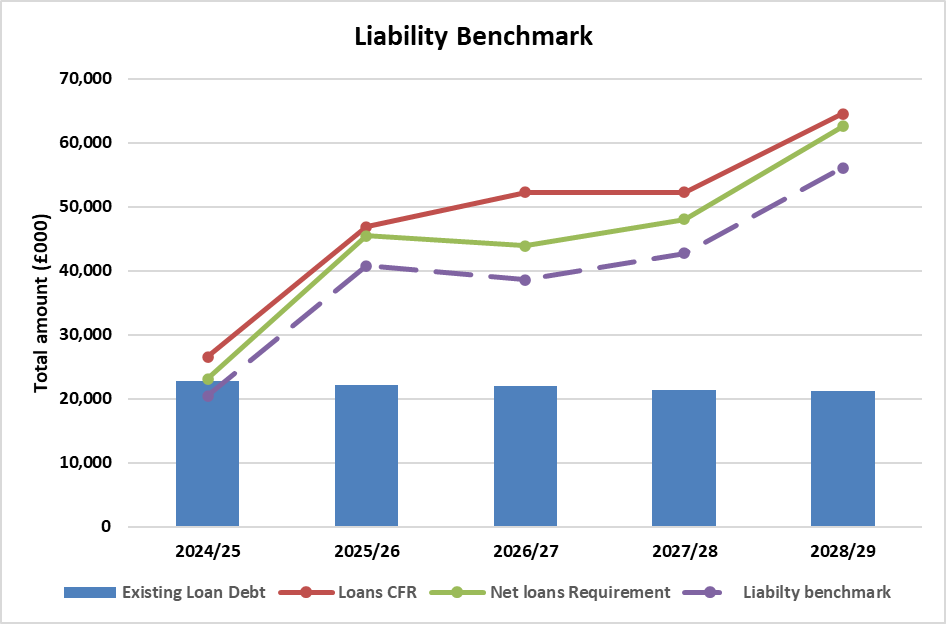 Liability Benchmark
Total amount (£000)
70,000
60,000
50,000
40,000
30,000
20,000
10,000
0
2024/25 2025/26 2026/27 2027/28 2028/29
Existing Loan Debt Loans CFR Net loans Requirement Liabilty benchmark